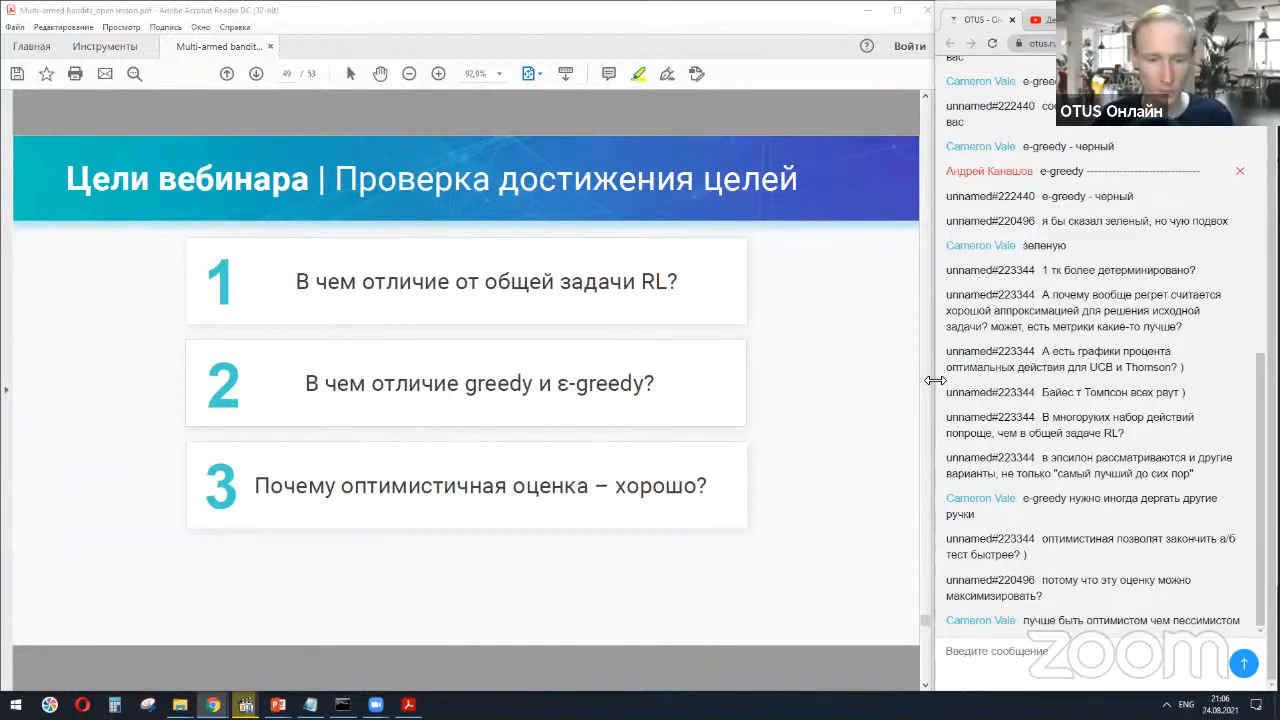 Multi-armed bandits_open lesson.pdf - Adobe Acrobat Reader DC (32-bit)
Файл Редактирование Просмотр Подпись Окно Справка
Главная Инструменты Multi-armed bandit... × Войти
49 / 53 92,9%
Цели вебинара | Проверка достижения целей
1 В чем отличие от общей задачи RL?
2 В чем отличие greedy и ε-greedy?
3 Почему оптимистичная оценка – хорошо?
OTUS - Он
otus.ru
OTUS Онлайн
вас
Cameron Vale
unnamed#222440
вас
Cameron Vale e-greedy - черный
Андрей Канашов e-greedy -------------------------------
unnamed#222440 e-greedy - черный
unnamed#220496 я бы сказал зеленый, но чую подвох
Cameron Vale зеленую
unnamed#223344 1 тк более детерминировано?
unnamed#223344 А почему вообще регрет считается
хорошой аппроксимацией для решения исходной
задачи? может, есть метрики какие-то лучше?
unnamed#223344 А есть графики процента
оптимальных действия для UCB и Thomson? )
unnamed#223344 Байес т Томпсон всех рвут )
unnamed#223344 В многоруких набор действий
попроще, чем в общей задаче RL?
unnamed#223344 в эпсилон рассматриваются и другие
варианты, не только "самый лучший до сих пор"
Cameron Vale e-greedy нужно иногда дергать другие
ручки
unnamed#223344 оптимистиная позволят закончить а/б
тест быстрее? )
unnamed#220496 потому что эту оценку можно
максимизировать?
Cameron Vale лучше быть оптимистом чем пессимистом
Введите сообщение
zoom
ENG
21:06
24.08.2021